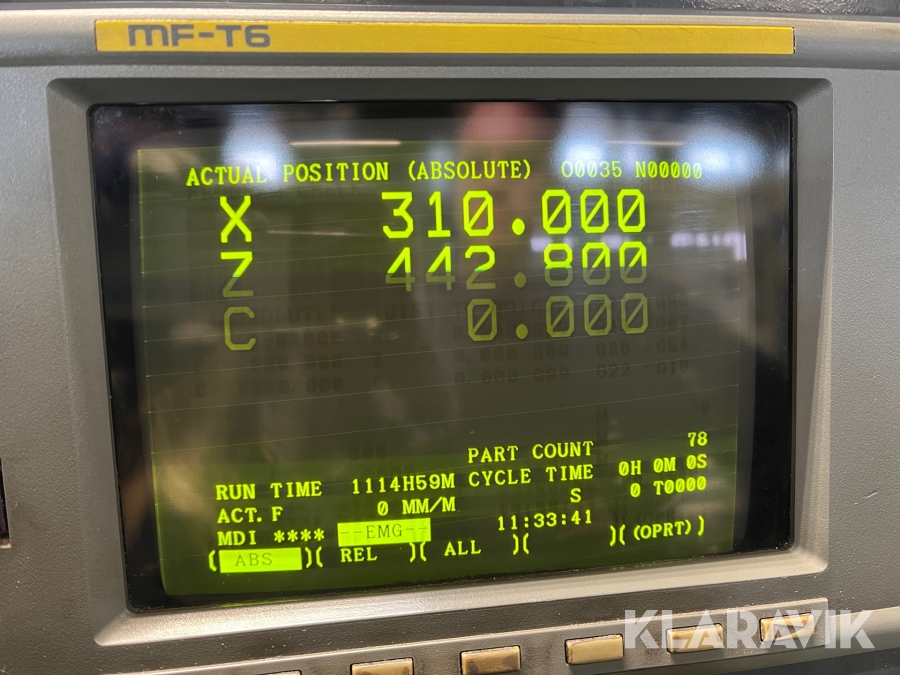 MF-T6
ACTUAL POSITION (ABSOLUTE) O0035 N00000
X 310.000
Z 442.800
C 0.000
PART COUNT 78
RUN TIME 1114H59M CYCLE TIME 0H 0M 0S
ACT.F 0 MM/M S 0 T0000
MDI **** --EMG-- 11:33:41
( ABS )( REL )( ALL )( )( (OPRT) )
KLARAVIK